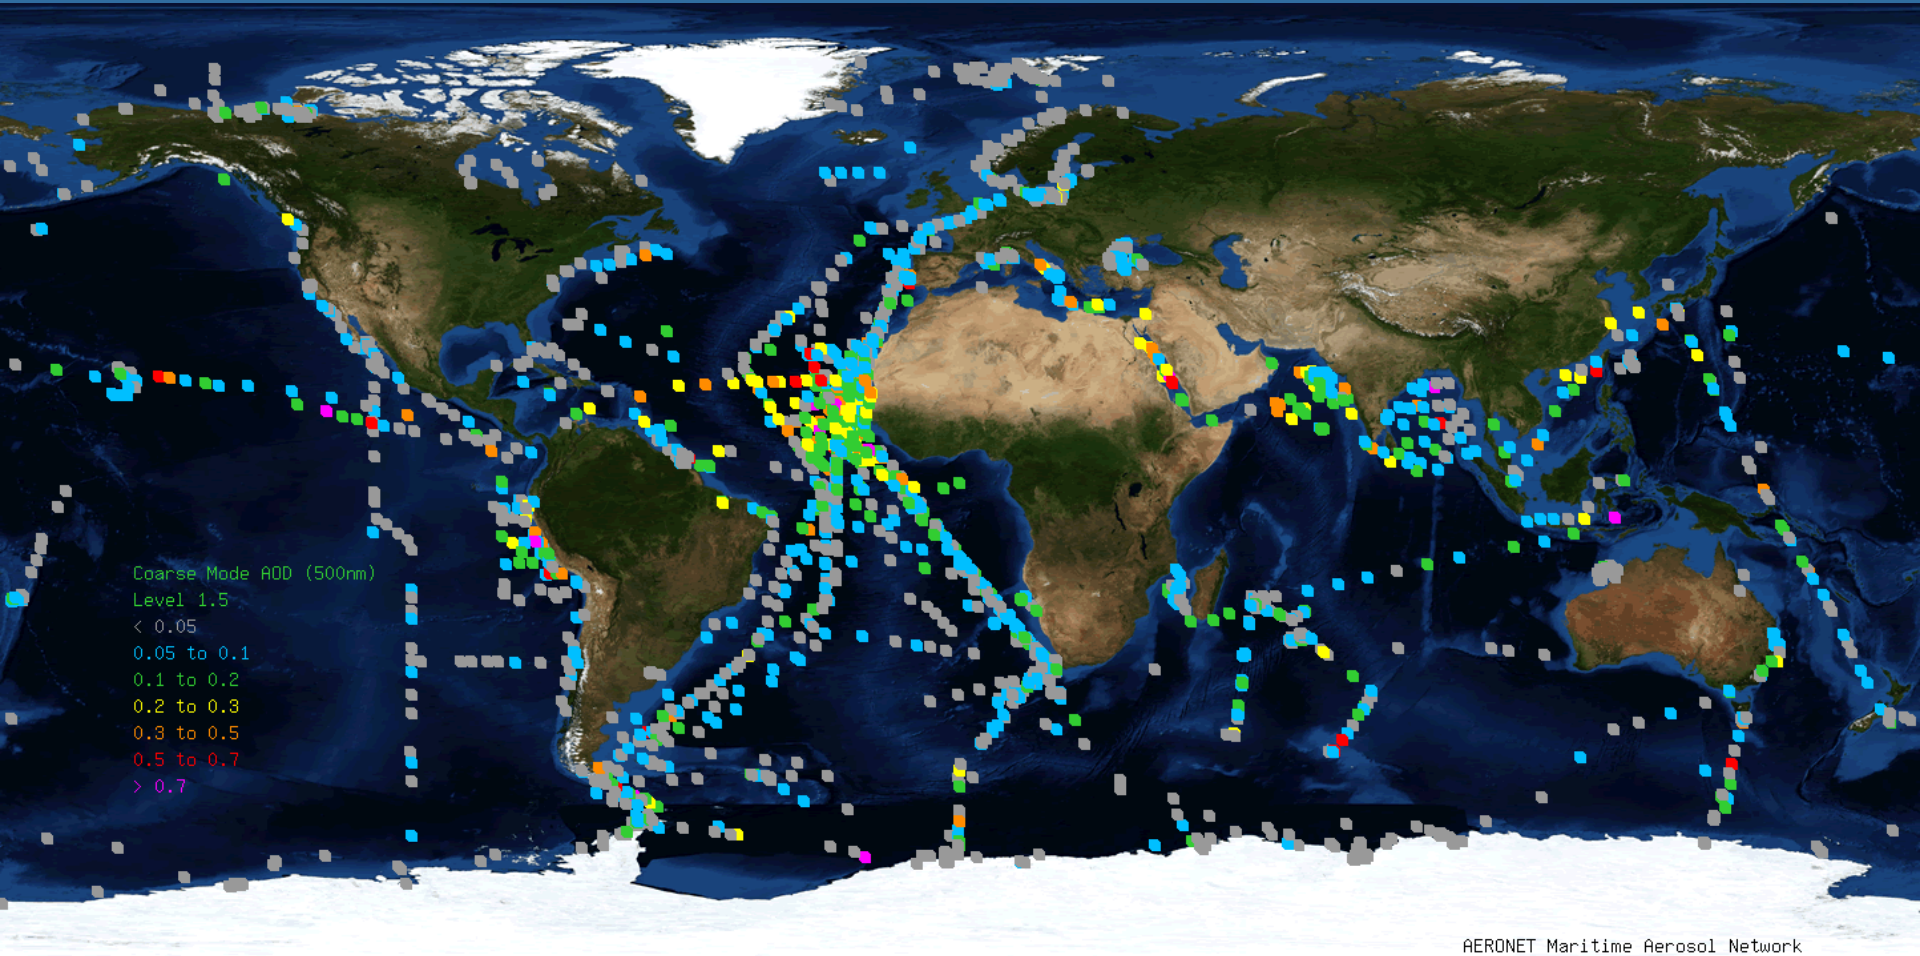 Coarse Mode AOD (500nm)
Level 1.5
< 0.05
0.05 to 0.1
0.1 to 0.2
0.2 to 0.3
0.3 to 0.5
0.5 to 0.7
> 0.7
AERONET Maritime Aerosol Network